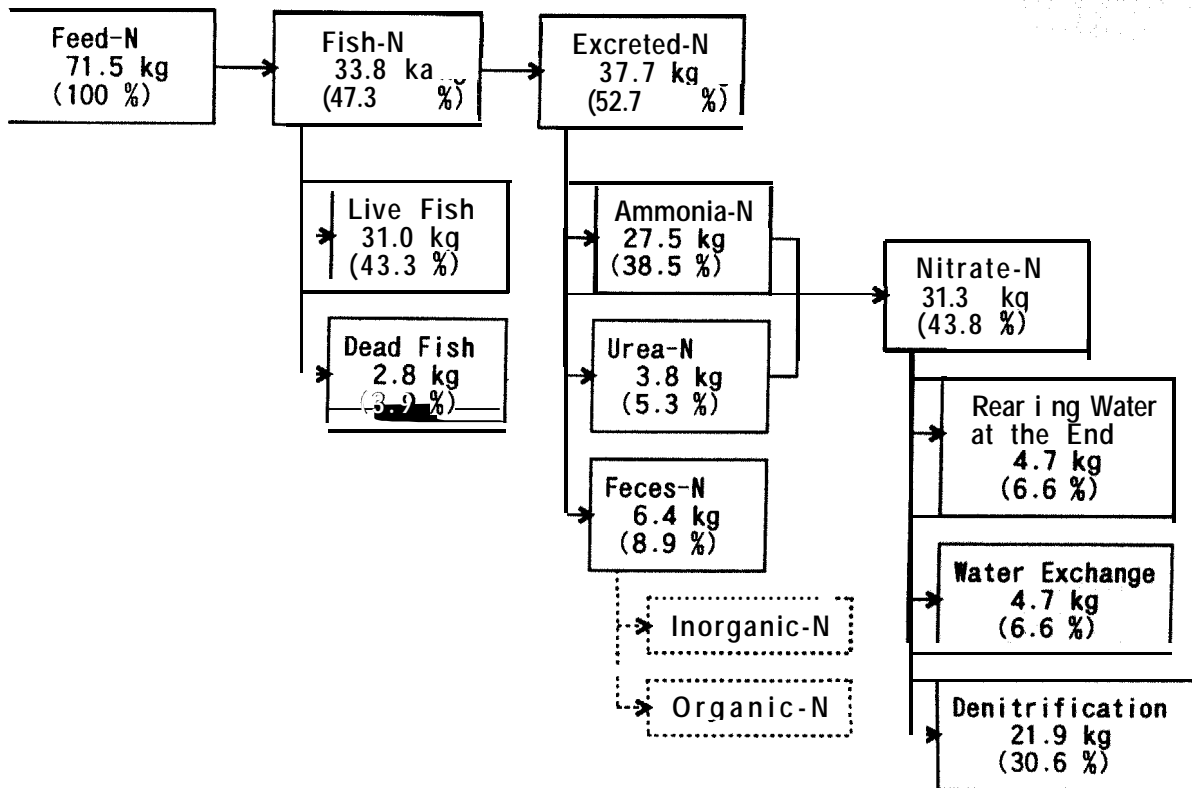 Feed-N
71.5 kg
(100 %)
Fish-N
33.8
(47.3 %)
Excreted-N
37.7 kg
(52.7 %)
Live Fish
31.0 kg
(43.3 %)
Dead Fish
2.8 kg
(3.9 %)
Ammonia-N
27.5 kg
(38.5 %)
Urea-N
3.8 kg
(5.3 %)
Feces-N
6.4 kg
(8.9 %)
Inorganic-N
Organic-N
Nitrate-N
31.3 kg
(43.8 %)
Rear i ng Water
at the End
4.7 kg
(6.6 %)
Water Exchange
4.7 kg
(6.6 %)
Denitrification
21.9 kg
(30.6 %)